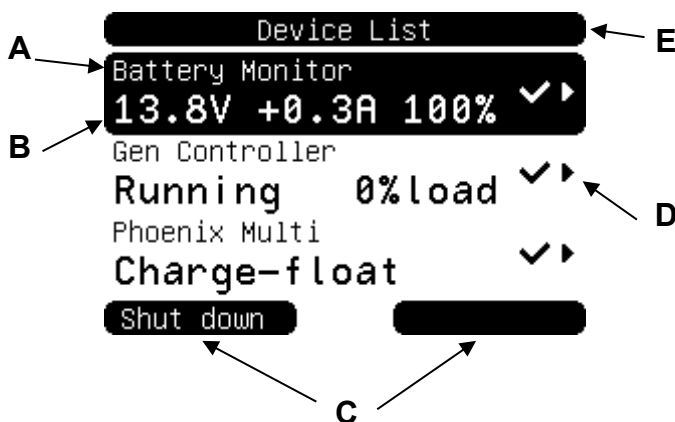 Device List
E
A
Battery Monitor
13.8V +0.3A 100%
B
Gen Controller
Running 0%load
D
Phoenix Multi
Charge-float
Shut down
C